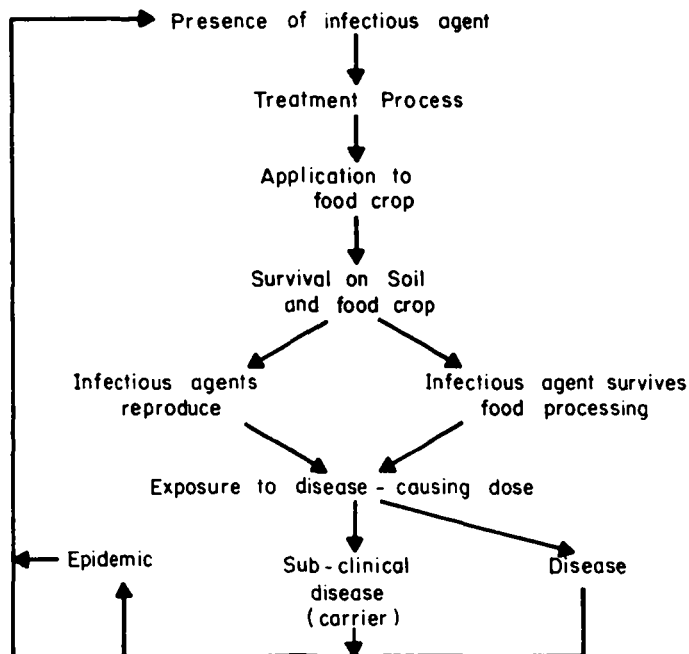 Presence of infectious agent
Treatment Process
Application to
food crop
Survival on Soil
and food crop
Infectious agents
reproduce
Infectious agent survives
food processing
Exposure to disease - causing dose
Epidemic
Sub-clinical
disease
(carrier)
Disease